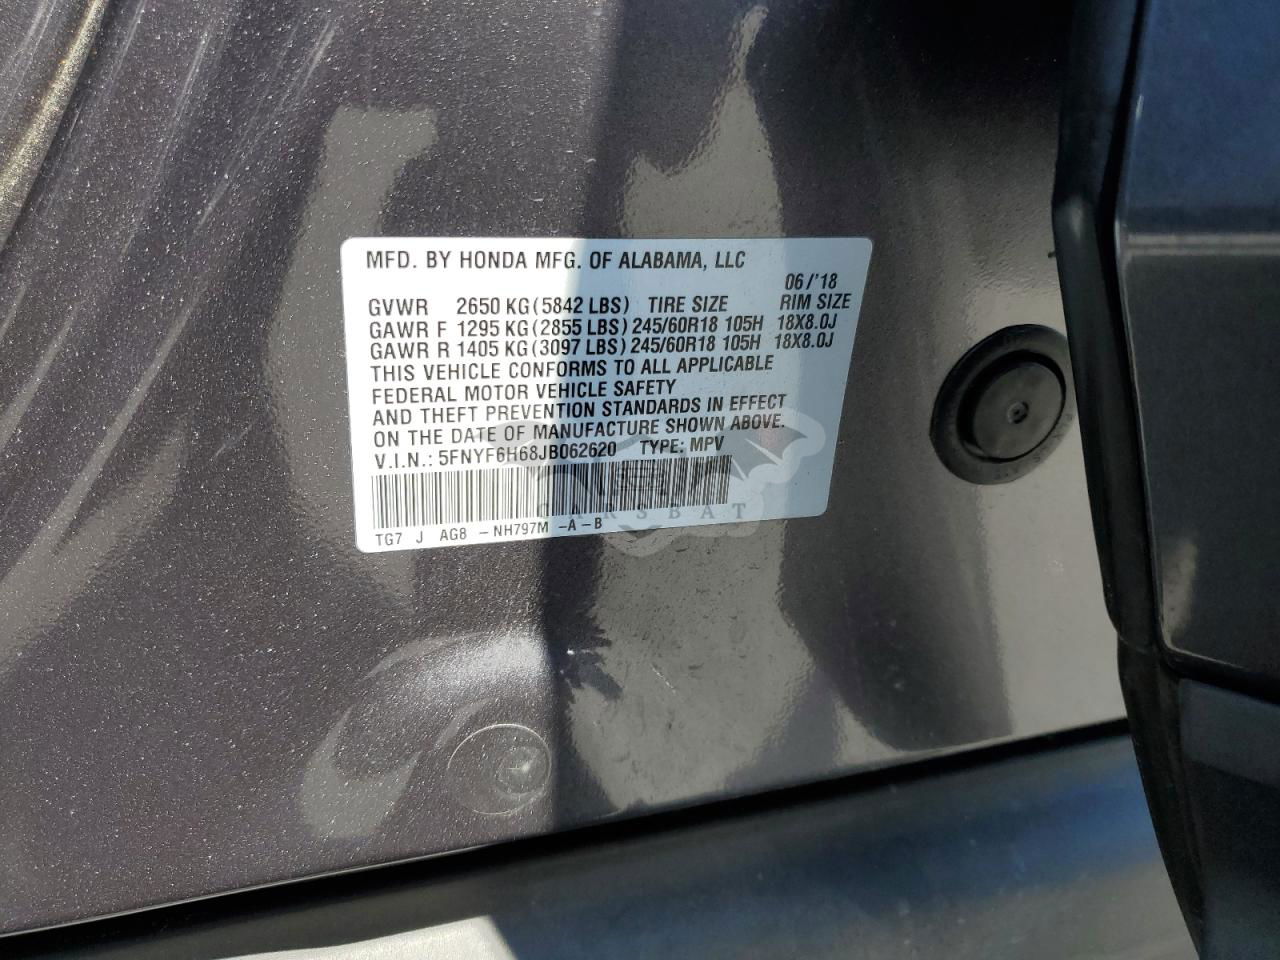 MFD. BY HONDA MFG. OF ALABAMA, LLC
06/'18
GVWR 2650 KG(5842 LBS) TIRE SIZE RIM SIZE
GAWR F 1295 KG(2855 LBS) 245/60R18 105H 18X8.0J
GAWR R 1405 KG(3097 LBS) 245/60R18 105H 18X8.0J
THIS VEHICLE CONFORMS TO ALL APPLICABLE
FEDERAL MOTOR VEHICLE SAFETY
AND THEFT PREVENTION STANDARDS IN EFFECT
ON THE DATE OF MANUFACTURE SHOWN ABOVE.
V.I.N.: 5FNYF6H68JB062620 TYPE: MPV
CARSBAT
TG7 J AG8 -NH797M -A-B